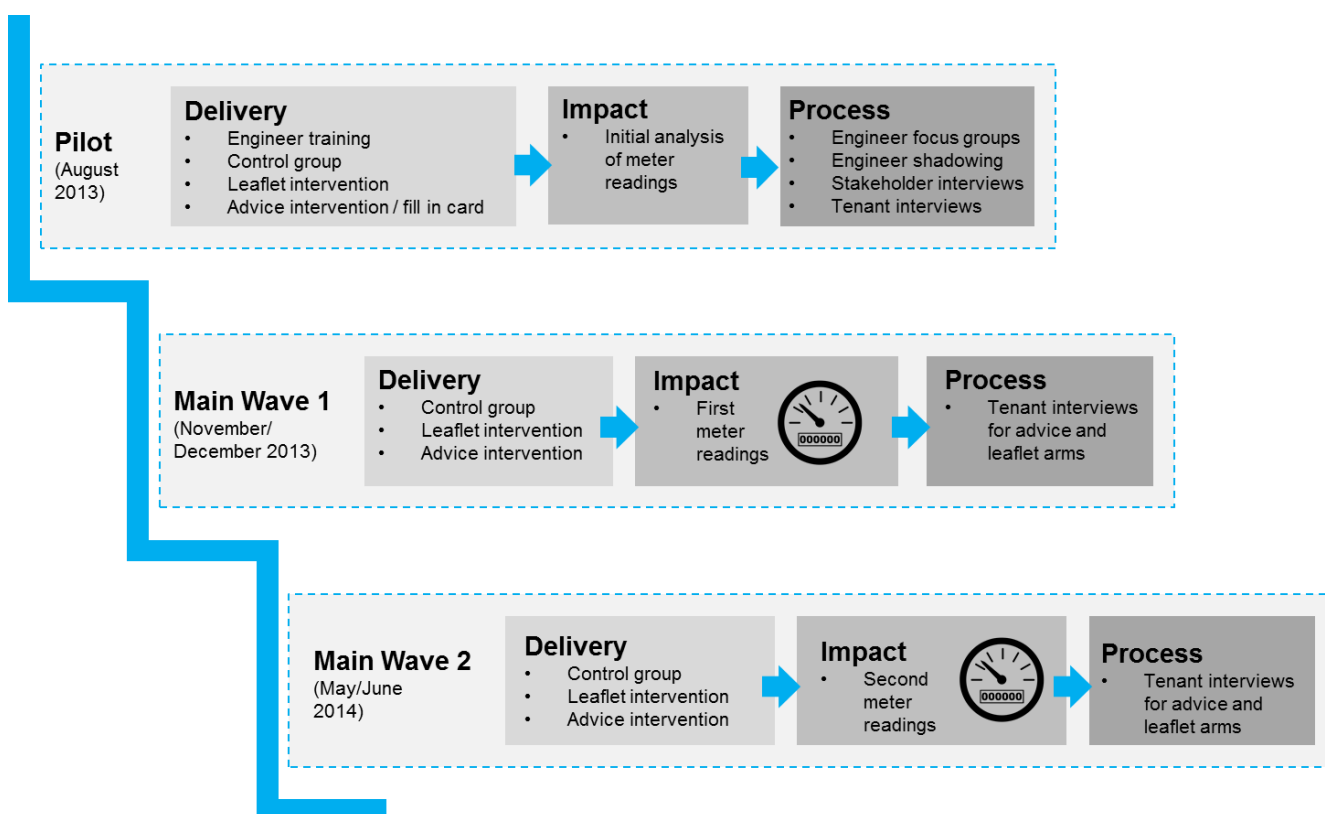 Pilot
(August
2013)
Delivery
• Engineer training
• Control group
• Leaflet intervention
• Advice intervention / fill in card
Impact
• Initial analysis
of meter
readings
Process
• Engineer focus groups
• Engineer shadowing
• Stakeholder interviews
• Tenant interviews
Main Wave 1
(November/
December 2013)
Delivery
• Control group
• Leaflet intervention
• Advice intervention
Impact
• First
meter
readings
000000
Process
• Tenant interviews
for advice and
leaflet arms
Main Wave 2
(May/June
2014)
Delivery
• Control group
• Leaflet intervention
• Advice intervention
Impact
• Second
meter
readings
000000
Process
• Tenant interviews
for advice and
leaflet arms